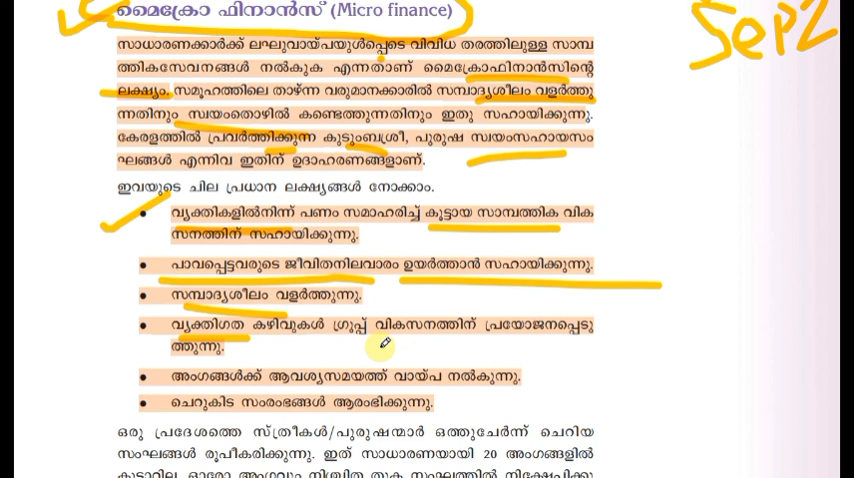 മൈക്രോ ഫിനാൻസ് (Micro finance)
Sep2
സാധാരണക്കാർക്ക് ലഘുവായ്പയുൾപ്പെടെ വിവിധ തരത്തിലുള്ള സാമ്പ
ത്തികസേവനങ്ങൾ നൽകുക എന്നതാണ് മൈക്രോഫിനാൻസിന്റെ
ലക്ഷ്യം. സമൂഹത്തിലെ താഴ്ന്ന വരുമാനക്കാരിൽ സമ്പാദ്യശീലം വളർത്തു
ന്നതിനും സ്വയംതൊഴിൽ കണ്ടെത്തുന്നതിനും ഇതു സഹായിക്കുന്നു.
കേരളത്തിൽ പ്രവർത്തിക്കുന്ന കുടുംബശ്രീ, പുരുഷ സ്വയംസഹായസം
ഘങ്ങൾ എന്നിവ ഇതിന് ഉദാഹരണങ്ങളാണ്.
ഇവയുടെ ചില പ്രധാന ലക്ഷ്യങ്ങൾ നോക്കാം.
• വ്യക്തികളിൽനിന്ന് പണം സമാഹരിച്ച് കൂട്ടായ സാമ്പത്തിക വിക
സനത്തിന് സഹായിക്കുന്നു.
• പാവപ്പെട്ടവരുടെ ജീവിതനിലവാരം ഉയർത്താൻ സഹായിക്കുന്നു.
• സമ്പാദ്യശീലം വളർത്തുന്നു.
• വ്യക്തിഗത കഴിവുകൾ ഗ്രൂപ്പ് വികസനത്തിന് പ്രയോജനപ്പെടു
ത്തുന്നു.
• അംഗങ്ങൾക്ക് ആവശ്യസമയത്ത് വായ്പ നൽകുന്നു.
• ചെറുകിട സംരംഭങ്ങൾ ആരംഭിക്കുന്നു.
ഒരു പ്രദേശത്തെ സ്ത്രീകൾ/പുരുഷന്മാർ ഒത്തുചേർന്ന് ചെറിയ
സംഘങ്ങൾ രൂപീകരിക്കുന്നു. ഇത് സാധാരണയായി 20 അംഗങ്ങളിൽ
കൂടാറില്ല. ഓരോ അംഗവും നിശ്ചിത തുക സംഘത്തിൽ നിക്ഷേപിക്കു